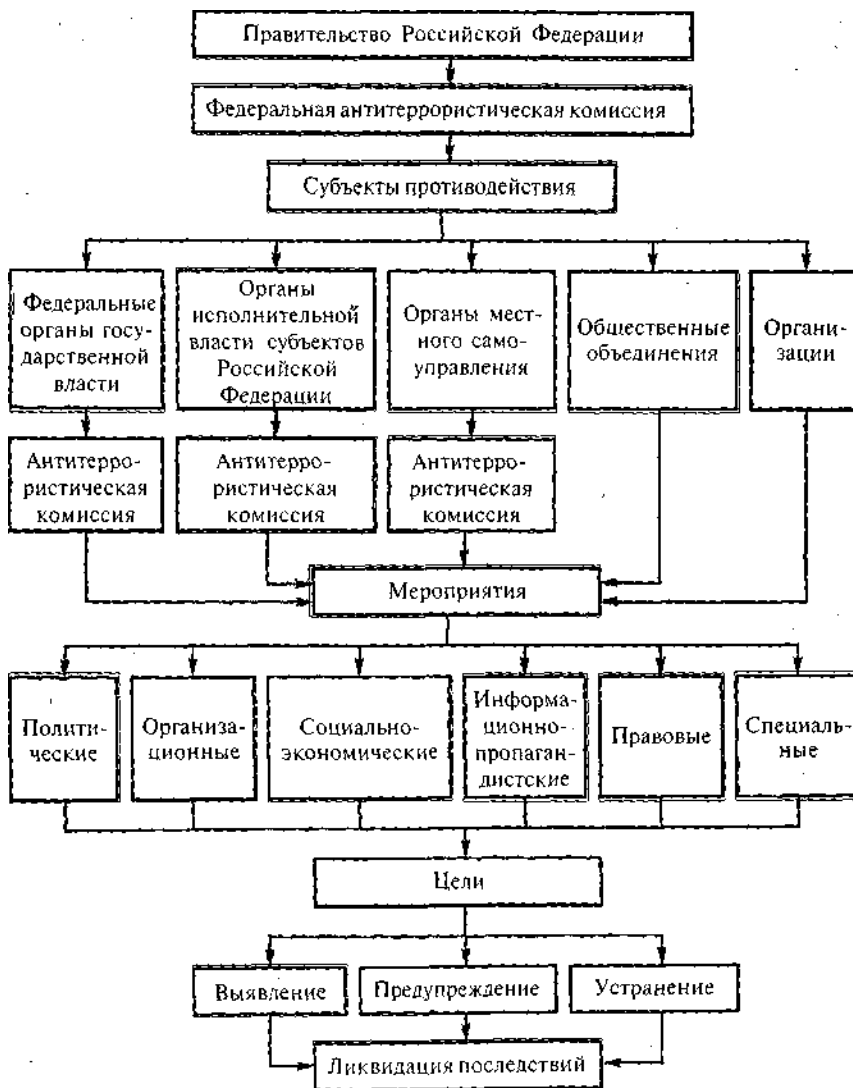 Правительство Российской Федерации
Федеральная антитеррористическая комиссия
Субъекты противодействия
Федеральные
органы госу-
дарственной
власти
Органы
исполнительной
власти субъектов
Российской
Федерации
Органы мест-
ного само-
управления
Общественные
объединения
Органи-
зации
Антитерро-
ристическая
комиссия
Антитерро-
ристическая
комиссия
Антитерро-
ристическая
комиссия
Мероприятия
Полити-
ческие
Организа-
ционные
Социально-
экономические
Информа-
ционно-
пропаган-
дистские
Правовые
Специаль-
ные
Цели
Выявление
Предупреждение
Устранение
Ликвидация последствий